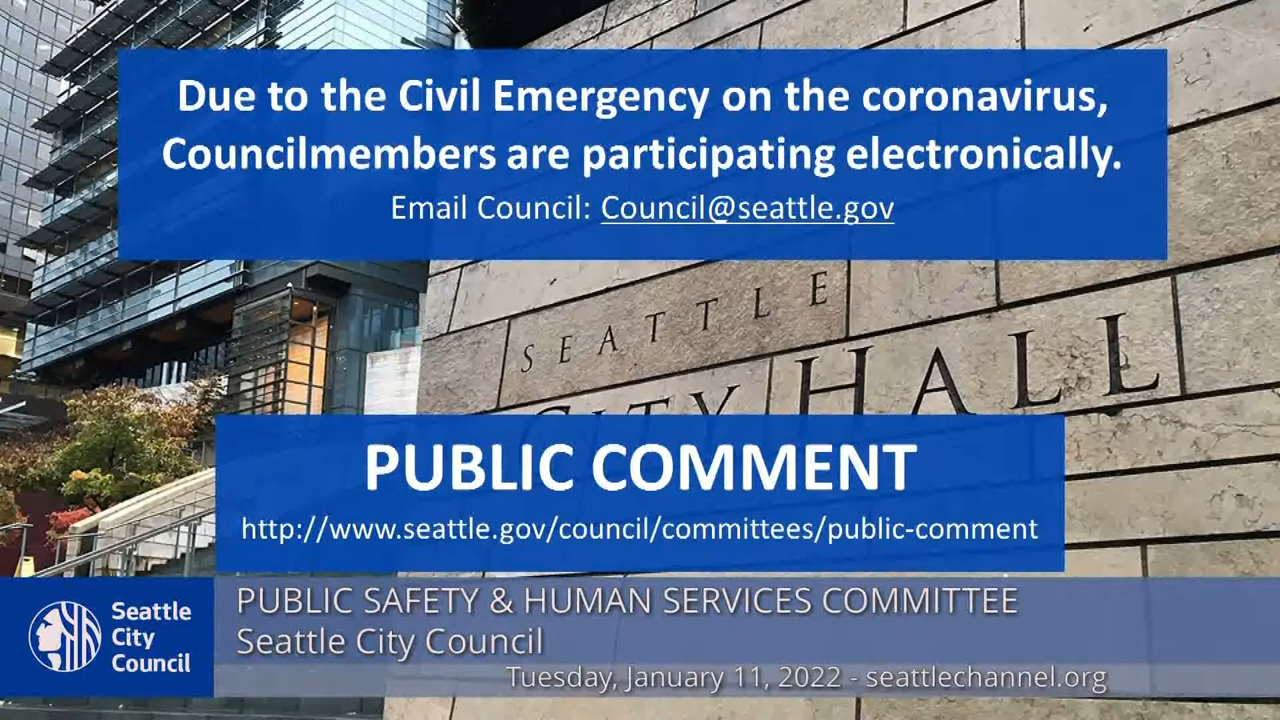 Due to the Civil Emergency on the coronavirus,
Councilmembers are participating electronically.
Email Council: Council@seattle.gov
SEATTLE
CITY HALL
PUBLIC COMMENT
http://www.seattle.gov/council/committees/public-comment
PUBLIC SAFETY & HUMAN SERVICES COMMITTEE
Seattle City Council
Tuesday, January 11, 2022 - seattlechannel.org
Seattle
City
Council